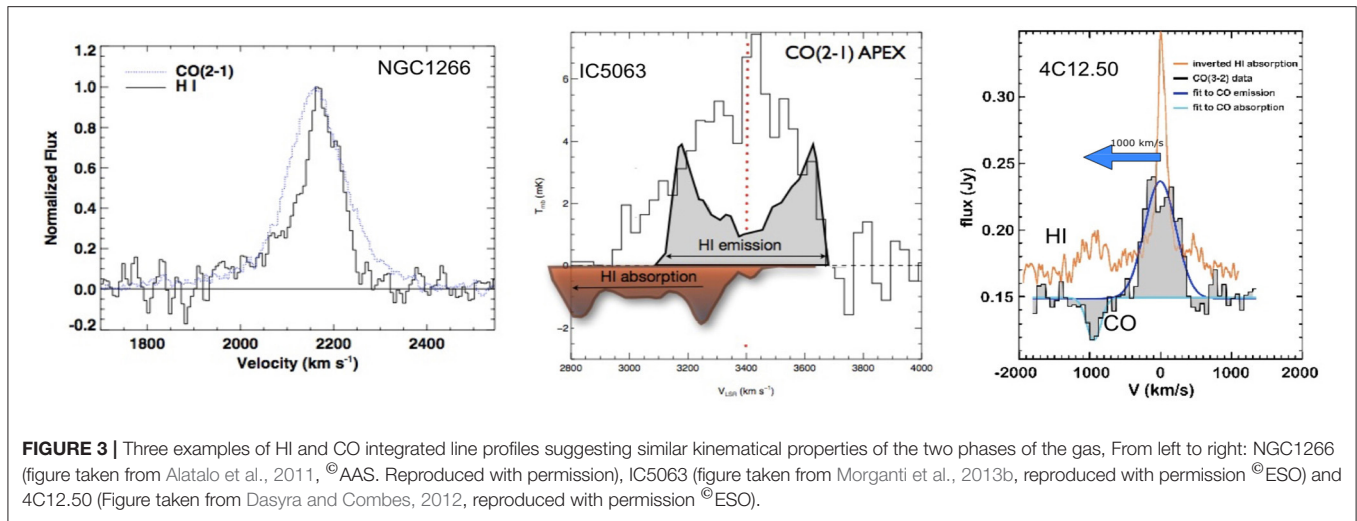 NGC1266
CO(2-1)
H I
Normalized Flux
1.2
1.0
0.8
0.6
0.4
0.2
0.0
-0.2
1800 2000 2200 2400
Velocity (km s⁻¹)
IC5063
CO(2-1) APEX
T_mb (mK)
6
4
2
0
-2
HI emission
HI absorption
2800 3000 3200 3400 3600 3800 4000
V_LSR (km s⁻¹)
4C12.50
inverted HI absorption
CO(3-2) data
fit to CO emission
fit to CO absorption
1000 km/s
HI
CO
flux (Jy)
0.35
0.30
0.25
0.20
0.15
-2000 1000 0 1000 2000
V (km/s)
FIGURE 3 | Three examples of HI and CO integrated line profiles suggesting similar kinematical properties of the two phases of the gas, From left to right: NGC1266
(figure taken from Alatalo et al., 2011, ©AAS. Reproduced with permission), IC5063 (figure taken from Morganti et al., 2013b, reproduced with permission ©ESO) and
4C12.50 (Figure taken from Dasyra and Combes, 2012, reproduced with permission ©ESO).